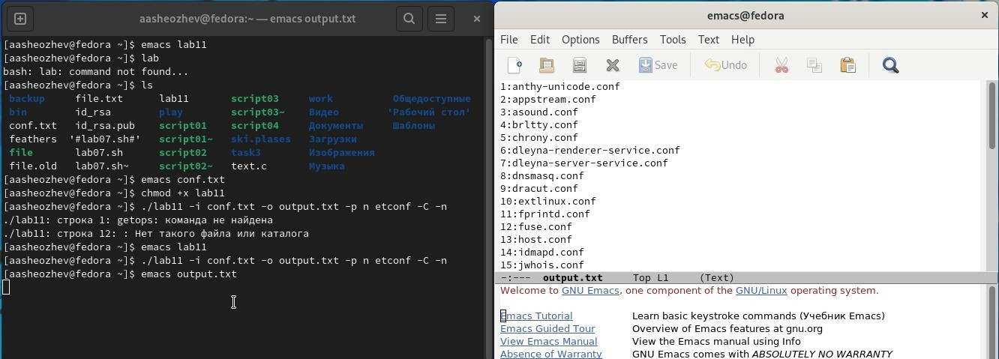 aasheozhev@fedora:~ — emacs output.txt
[aasheozhev@fedora ~]$ emacs lab11
[aasheozhev@fedora ~]$ lab
bash: lab: command not found...
[aasheozhev@fedora ~]$ ls
backup file.txt lab11 script03 work Общедоступные
bin id_rsa play script03~ Видео 'Рабочий стол'
conf.txt id_rsa.pub script01 script04 Документы Шаблоны
feathers '#lab07.sh#' script01~ ski.plases Загрузки
file lab07.sh script02 task3 Изображения
file.old lab07.sh~ script02~ text.c Музыка
[aasheozhev@fedora ~]$ emacs conf.txt
[aasheozhev@fedora ~]$ chmod +x lab11
[aasheozhev@fedora ~]$ ./lab11 -i conf.txt -o output.txt -p n etconf -C -n
./lab11: строка 1: getops: команда не найдена
./lab11: строка 12: : Нет такого файла или каталога
[aasheozhev@fedora ~]$ emacs lab11
[aasheozhev@fedora ~]$ ./lab11 -i conf.txt -o output.txt -p n etconf -C -n
[aasheozhev@fedora ~]$ emacs output.txt
emacs@fedora
File Edit Options Buffers Tools Text Help
Save Undo
1:anthy-unicode.conf
2:appstream.conf
3:asound.conf
4:brltty.conf
5:chrony.conf
6:dleyna-renderer-service.conf
7:dleyna-server-service.conf
8:dnsmasq.conf
9:dracut.conf
10:extlinux.conf
11:fprintd.conf
12:fuse.conf
13:host.conf
14:idmapd.conf
15:jwhois.conf
-:--- output.txt Top L1 (Text)
Welcome to GNU Emacs, one component of the GNU/Linux operating system.
Emacs Tutorial Learn basic keystroke commands (Учебник Emacs)
Emacs Guided Tour Overview of Emacs features at gnu.org
View Emacs Manual View the Emacs manual using Info
Absence of Warranty GNU Emacs comes with ABSOLUTELY NO WARRANTY